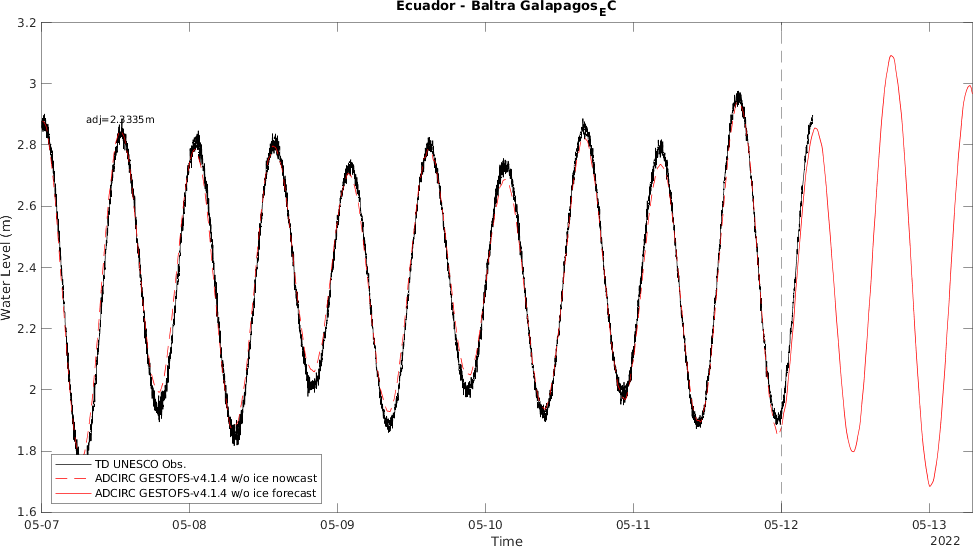 Ecuador - Baltra GalapagosEC
3.2
3
2.8
2.6
2.4
2.2
2
1.8
1.6
Water Level (m)
adj=2.3335m
TD UNESCO Obs.
ADCIRC GESTOFS-v4.1.4 w/o ice nowcast
ADCIRC GESTOFS-v4.1.4 w/o ice forecast
05-07 05-08 05-09 05-10 05-11 05-12 05-13
Time
2022